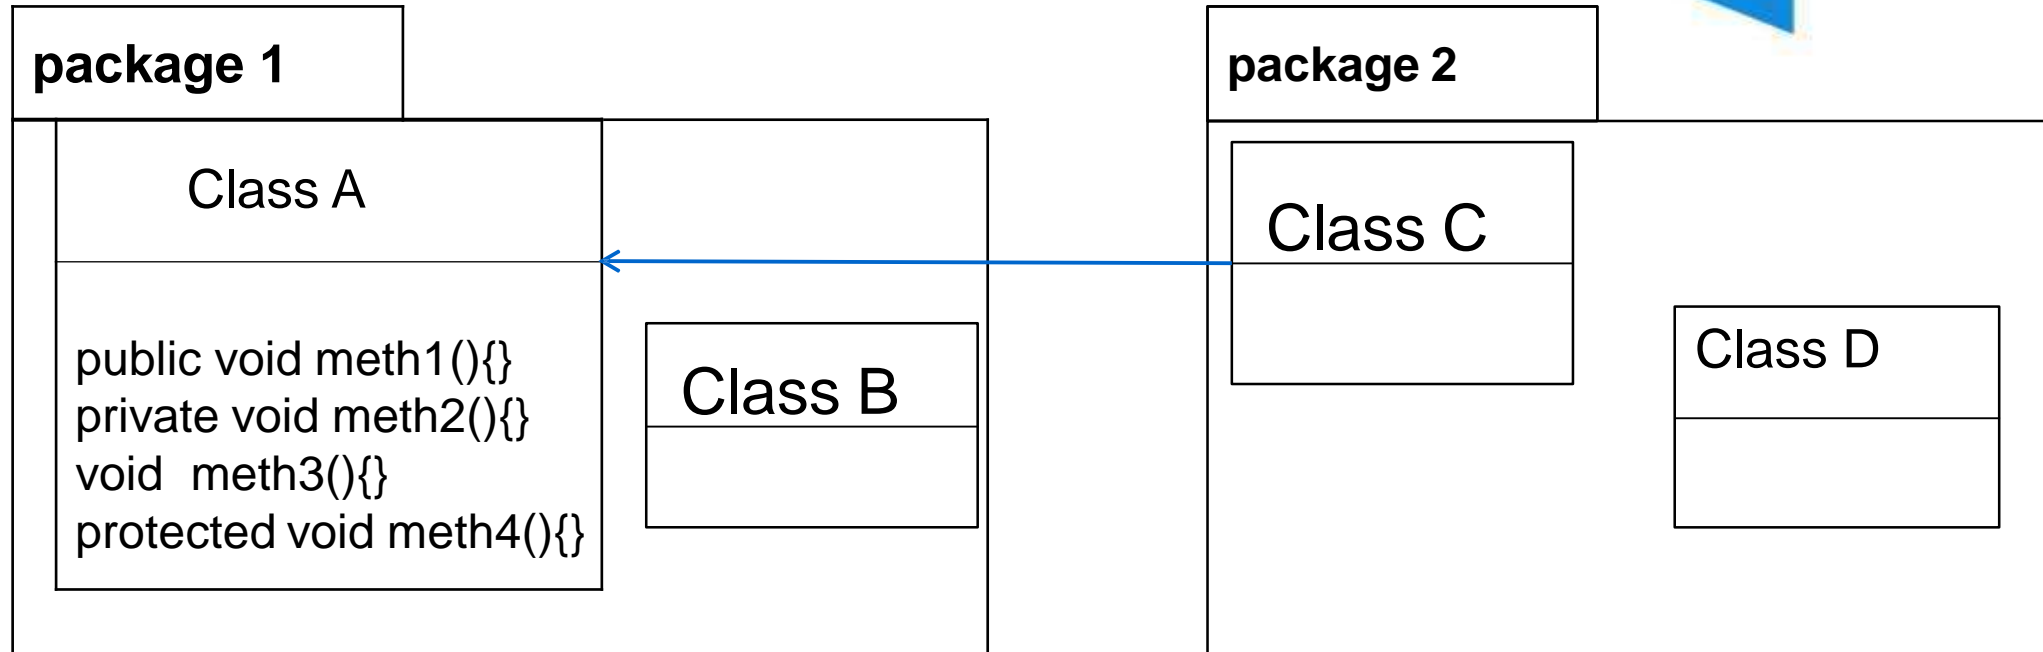 package 1
package 2
Class A
public void meth1(){}
private void meth2(){}
void  meth3(){}
protected void meth4(){}
Class B
Class C
Class D